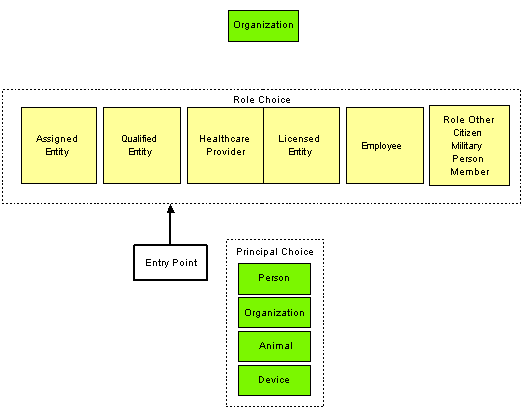 Organization
Role Choice
Assigned
Entity
Qualified
Entity
Healthcare
Provider
Licensed
Entity
Employee
Role Other
Citizen
Military
Person
Member
Entry Point
Principal Choice
Person
Organization
Animal
Device